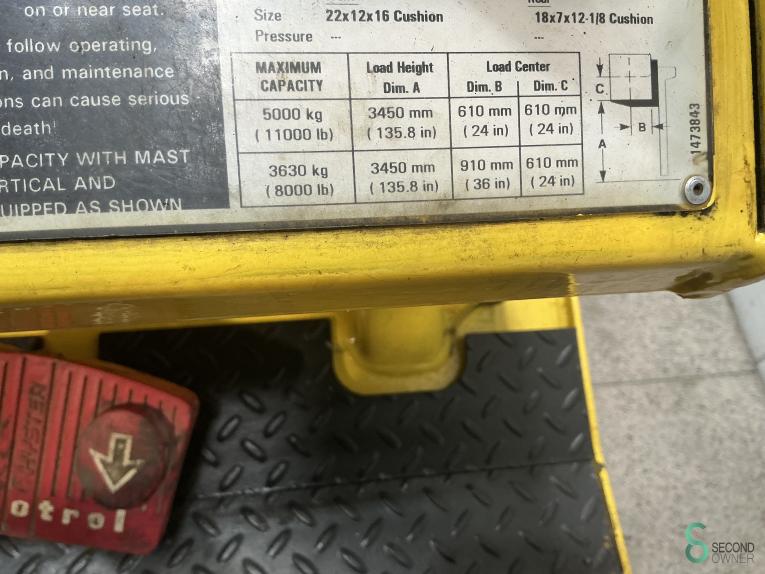 on or near seat.
follow operating,
n, and maintenance
ons can cause serious
death!
PACITY WITH MAST
RTICAL AND
UIPPED AS SHOWN
Size 22x12x16 Cushion 18x7x12-1/8 Cushion
Pressure --- ---
MAXIMUM CAPACITY Load Height Dim. A Load Center Dim. B Dim. C
5000 kg 3450 mm 610 mm 610 mm
( 11000 lb) ( 135.8 in) ( 24 in) ( 24 in)
3630 kg 3450 mm 910 mm 610 mm
( 8000 lb) ( 135.8 in) ( 36 in) ( 24 in)
C
B
A
1473843
HYSTER
otrol
SECOND
OWNER